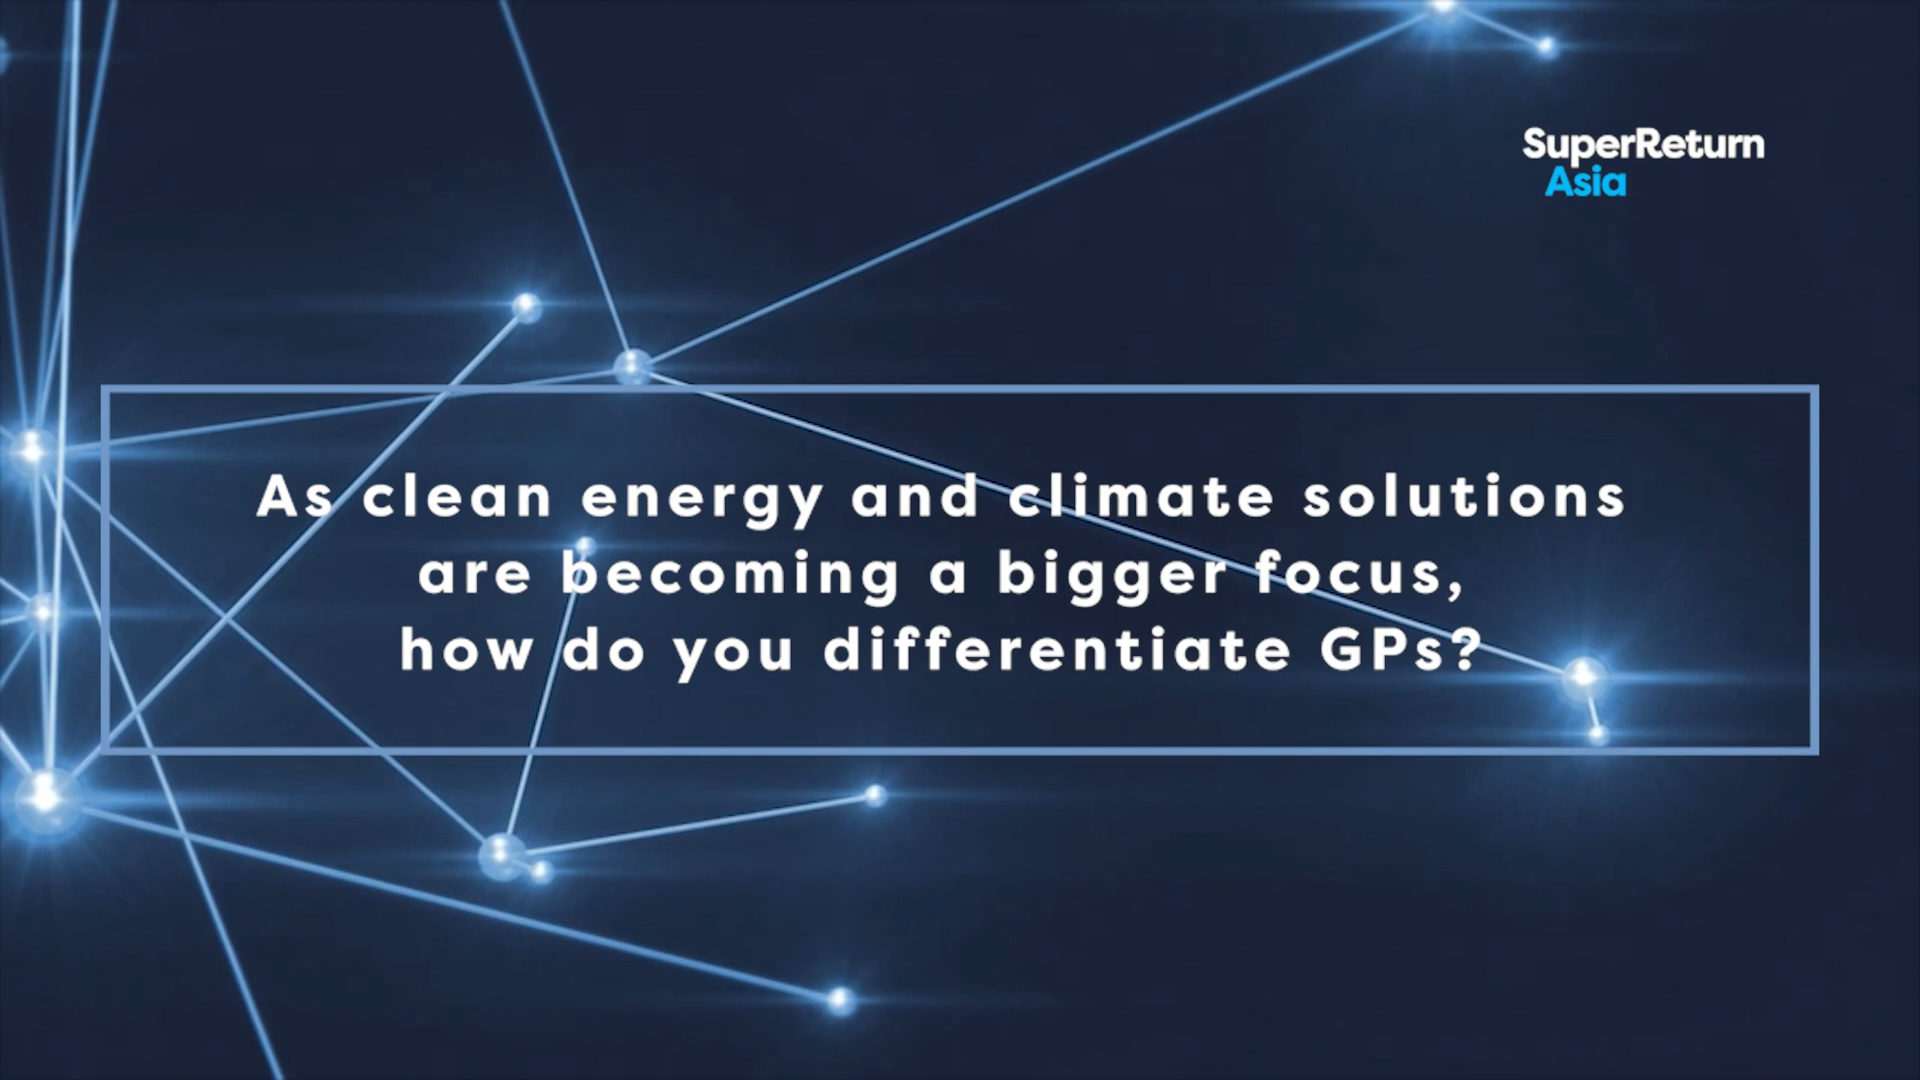 SuperReturn
Asia
As clean energy and climate solutions
are becoming a bigger focus,
how do you differentiate GPs?